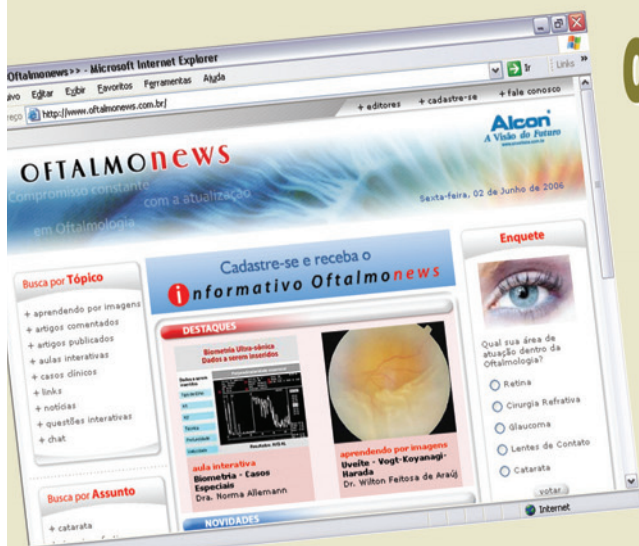 Oftalmonews>> - Microsoft Internet Explorer
Editar Exibir Favoritos Ferramentas Ajuda
http://www.oftalmonews.com.br/
Ir
Links
+ editores + cadastre-se + fale conosco
OFTALMOnews
Compromisso constante
com a atualização
em Oftalmologia
Alcon
A Visão do Futuro
Sexta-feira, 02 de Junho de 2006
Busca por Tópico
+ aprendendo por imagens
+ artigos comentados
+ artigos publicados
+ aulas interativas
+ casos clínicos
+ links
+ notícias
+ questões interativas
+ chat
Busca por Assunto
+ catarata
Cadastre-se e receba o
informativo Oftalmonews
DESTAQUES
Biometria Ultra-sônica
Dados a serem inseridos
aula interativa
Biometria - Casos
Especiais
Dra. Norma Allemann
aprendendo por imagens
Uveíte - Vogt-Koyanagi-
Harada
Dr. Wilton Feitosa de Araúj
NOVIDADES
Enquete
Qual sua área de
atuação dentro da
Oftalmologia?
Retina
Cirurgia Refrativa
Glaucoma
Lentes de Contato
Catarata
votar
Internet